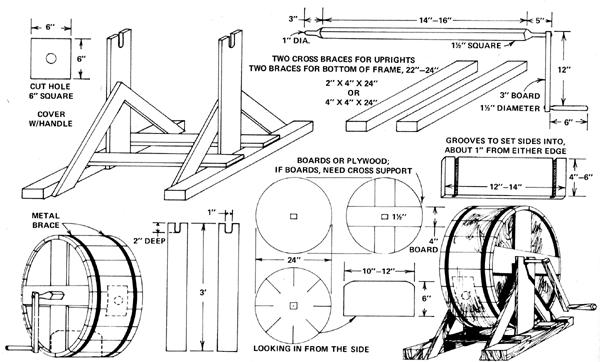 6"
6"
CUT HOLE
6" SQUARE
COVER
W/HANDLE
3"
14"–16"
5"
1" DIA.
1½" SQUARE
TWO CROSS BRACES FOR UPRIGHTS
TWO BRACES FOR BOTTOM OF FRAME, 22"–24"
2" X 4" X 24"
OR
4" X 4" X 24"
12"
3" BOARD
1½" DIAMETER
6"
GROOVES TO SET SIDES INTO,
ABOUT 1" FROM EITHER EDGE
12"–14"
4"–6"
BOARDS OR PLYWOOD;
IF BOARDS, NEED CROSS SUPPORT
METAL
BRACE
2" DEEP
1"
3'
1½"
4"
BOARD
24"
10"–12"
6"
LOOKING IN FROM THE SIDE